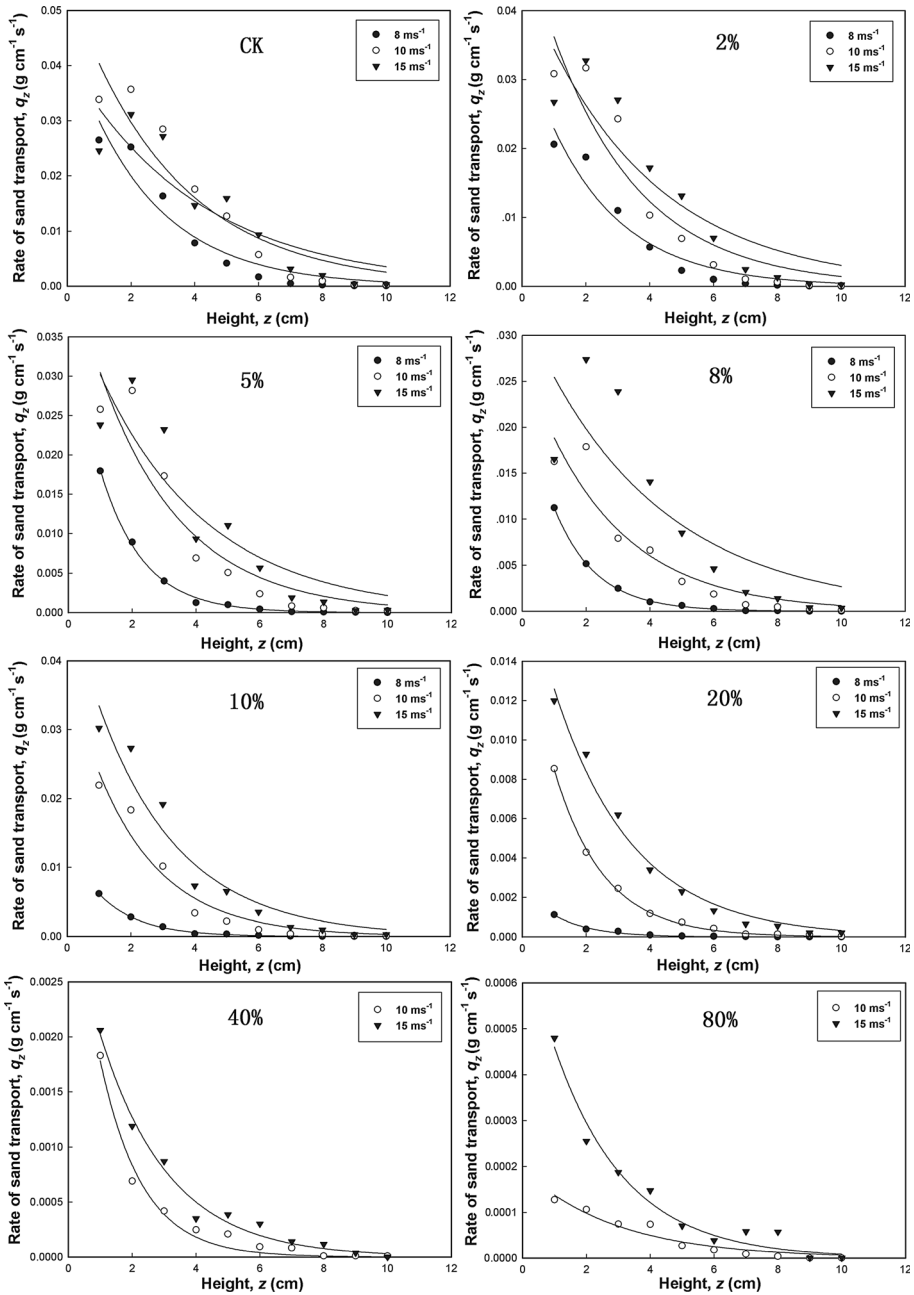 CK
8 ms⁻¹
10 ms⁻¹
15 ms⁻¹
Rate of sand transport, qz (g cm⁻¹ s⁻¹)
0.05
0.04
0.03
0.02
0.01
0.00
0 2 4 6 8 10 12
Height, z (cm)
2%
8 ms⁻¹
10 ms⁻¹
15 ms⁻¹
Rate of sand transport, qz (g cm⁻¹ s⁻¹)
.04
.03
.02
.01
0.00
0 2 4 6 8 10 12
Height, z (cm)
5%
8 ms⁻¹
10 ms⁻¹
15 ms⁻¹
Rate of sand transport, qz (g cm⁻¹ s⁻¹)
0.035
0.030
0.025
0.020
0.015
0.010
0.005
0.000
0 2 4 6 8 10 12
Height, z (cm)
8%
8 ms⁻¹
10 ms⁻¹
15 ms⁻¹
Rate of sand transport, qz (g cm⁻¹ s⁻¹)
.030
.025
.020
.015
.010
.005
0.000
0 2 4 6 8 10 12
Height, z (cm)
10%
8 ms⁻¹
10 ms⁻¹
15 ms⁻¹
Rate of sand transport, qz (g cm⁻¹ s⁻¹)
0.04
0.03
0.02
0.01
0.00
0 2 4 6 8 10 12
Height, z (cm)
20%
8 ms⁻¹
10 ms⁻¹
15 ms⁻¹
Rate of sand transport, qz (g cm⁻¹ s⁻¹)
0.014
0.012
0.010
0.008
0.006
0.004
0.002
0.000
0 2 4 6 8 10 12
Height, z (cm)
40%
10 ms⁻¹
15 ms⁻¹
Rate of sand transport, qz (g cm⁻¹ s⁻¹)
0.0025
0.0020
0.0015
0.0010
0.0005
0.0000
0 2 4 6 8 10 12
Height, z (cm)
80%
10 ms⁻¹
15 ms⁻¹
Rate of sand transport, qz (g cm⁻¹ s⁻¹)
0.0006
0.0005
0.0004
0.0003
0.0002
0.0001
0.0000
0 2 4 6 8 10 12
Height, z (cm)